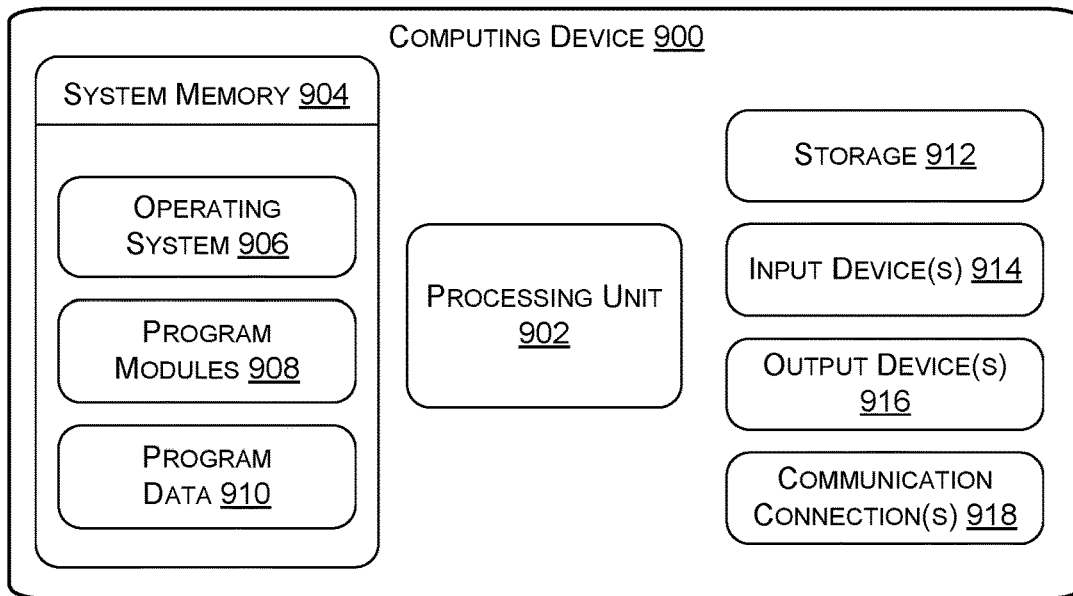 COMPUTING DEVICE 900
SYSTEM MEMORY 904
OPERATING
SYSTEM 906
PROGRAM
MODULES 908
PROGRAM
DATA 910
PROCESSING UNIT
902
STORAGE 912
INPUT DEVICE(S) 914
OUTPUT DEVICE(S)
916
COMMUNICATION
CONNECTION(S) 918